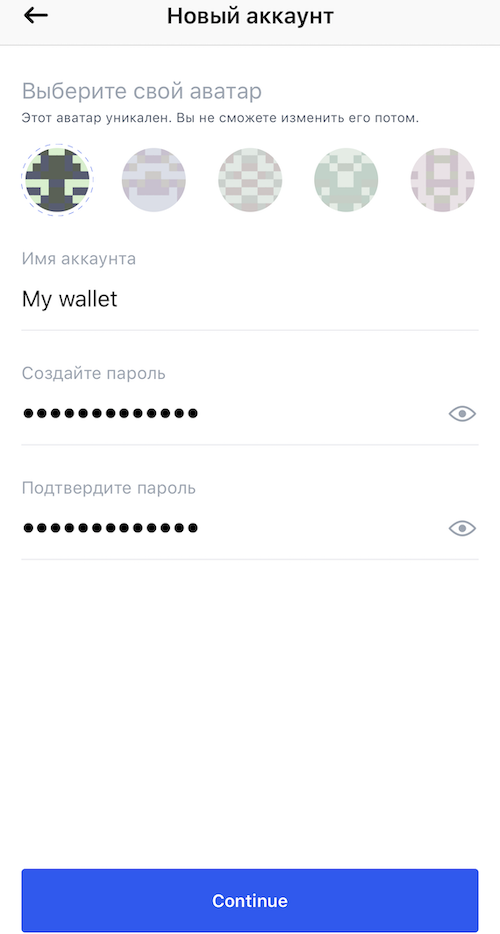 Новый аккаунт
Выберите свой аватар
Этот аватар уникален. Вы не сможете изменить его потом.
Имя аккаунта
My wallet
Создайте пароль
●●●●●●●●●●●●●
Подтвердите пароль
●●●●●●●●●●●●●
Continue